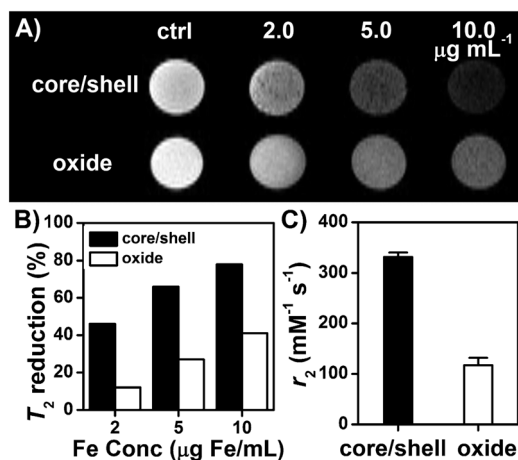 A)
ctrl 2.0 5.0 10.0
μg mL⁻¹
core/shell
oxide
B)
T₂ reduction (%)
100
80
60
40
20
0
core/shell
oxide
2 5 10
Fe Conc (μg Fe/mL)
C)
r₂ (mM⁻¹ s⁻¹)
400
300
200
100
0
core/shell oxide